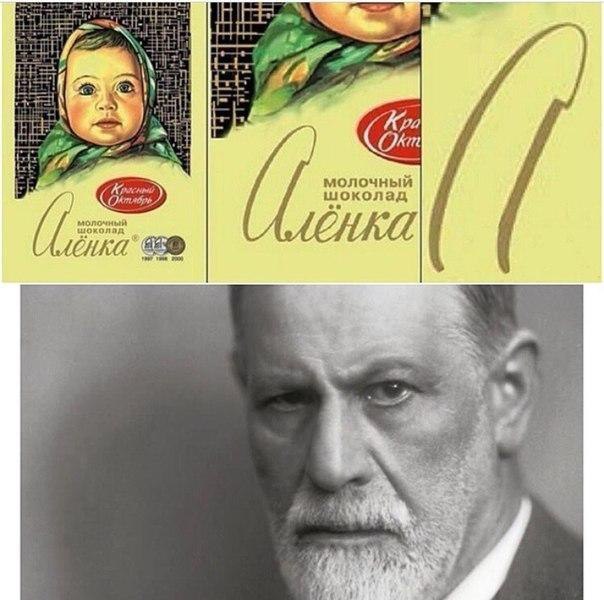 Красный
Октябрь
МОЛОЧНЫЙ
ШОКОЛАД
Алёнка®
1997 1998 2000
Кра
Окт
МОЛОЧНЫЙ
ШОКОЛАД
Алёнка
А